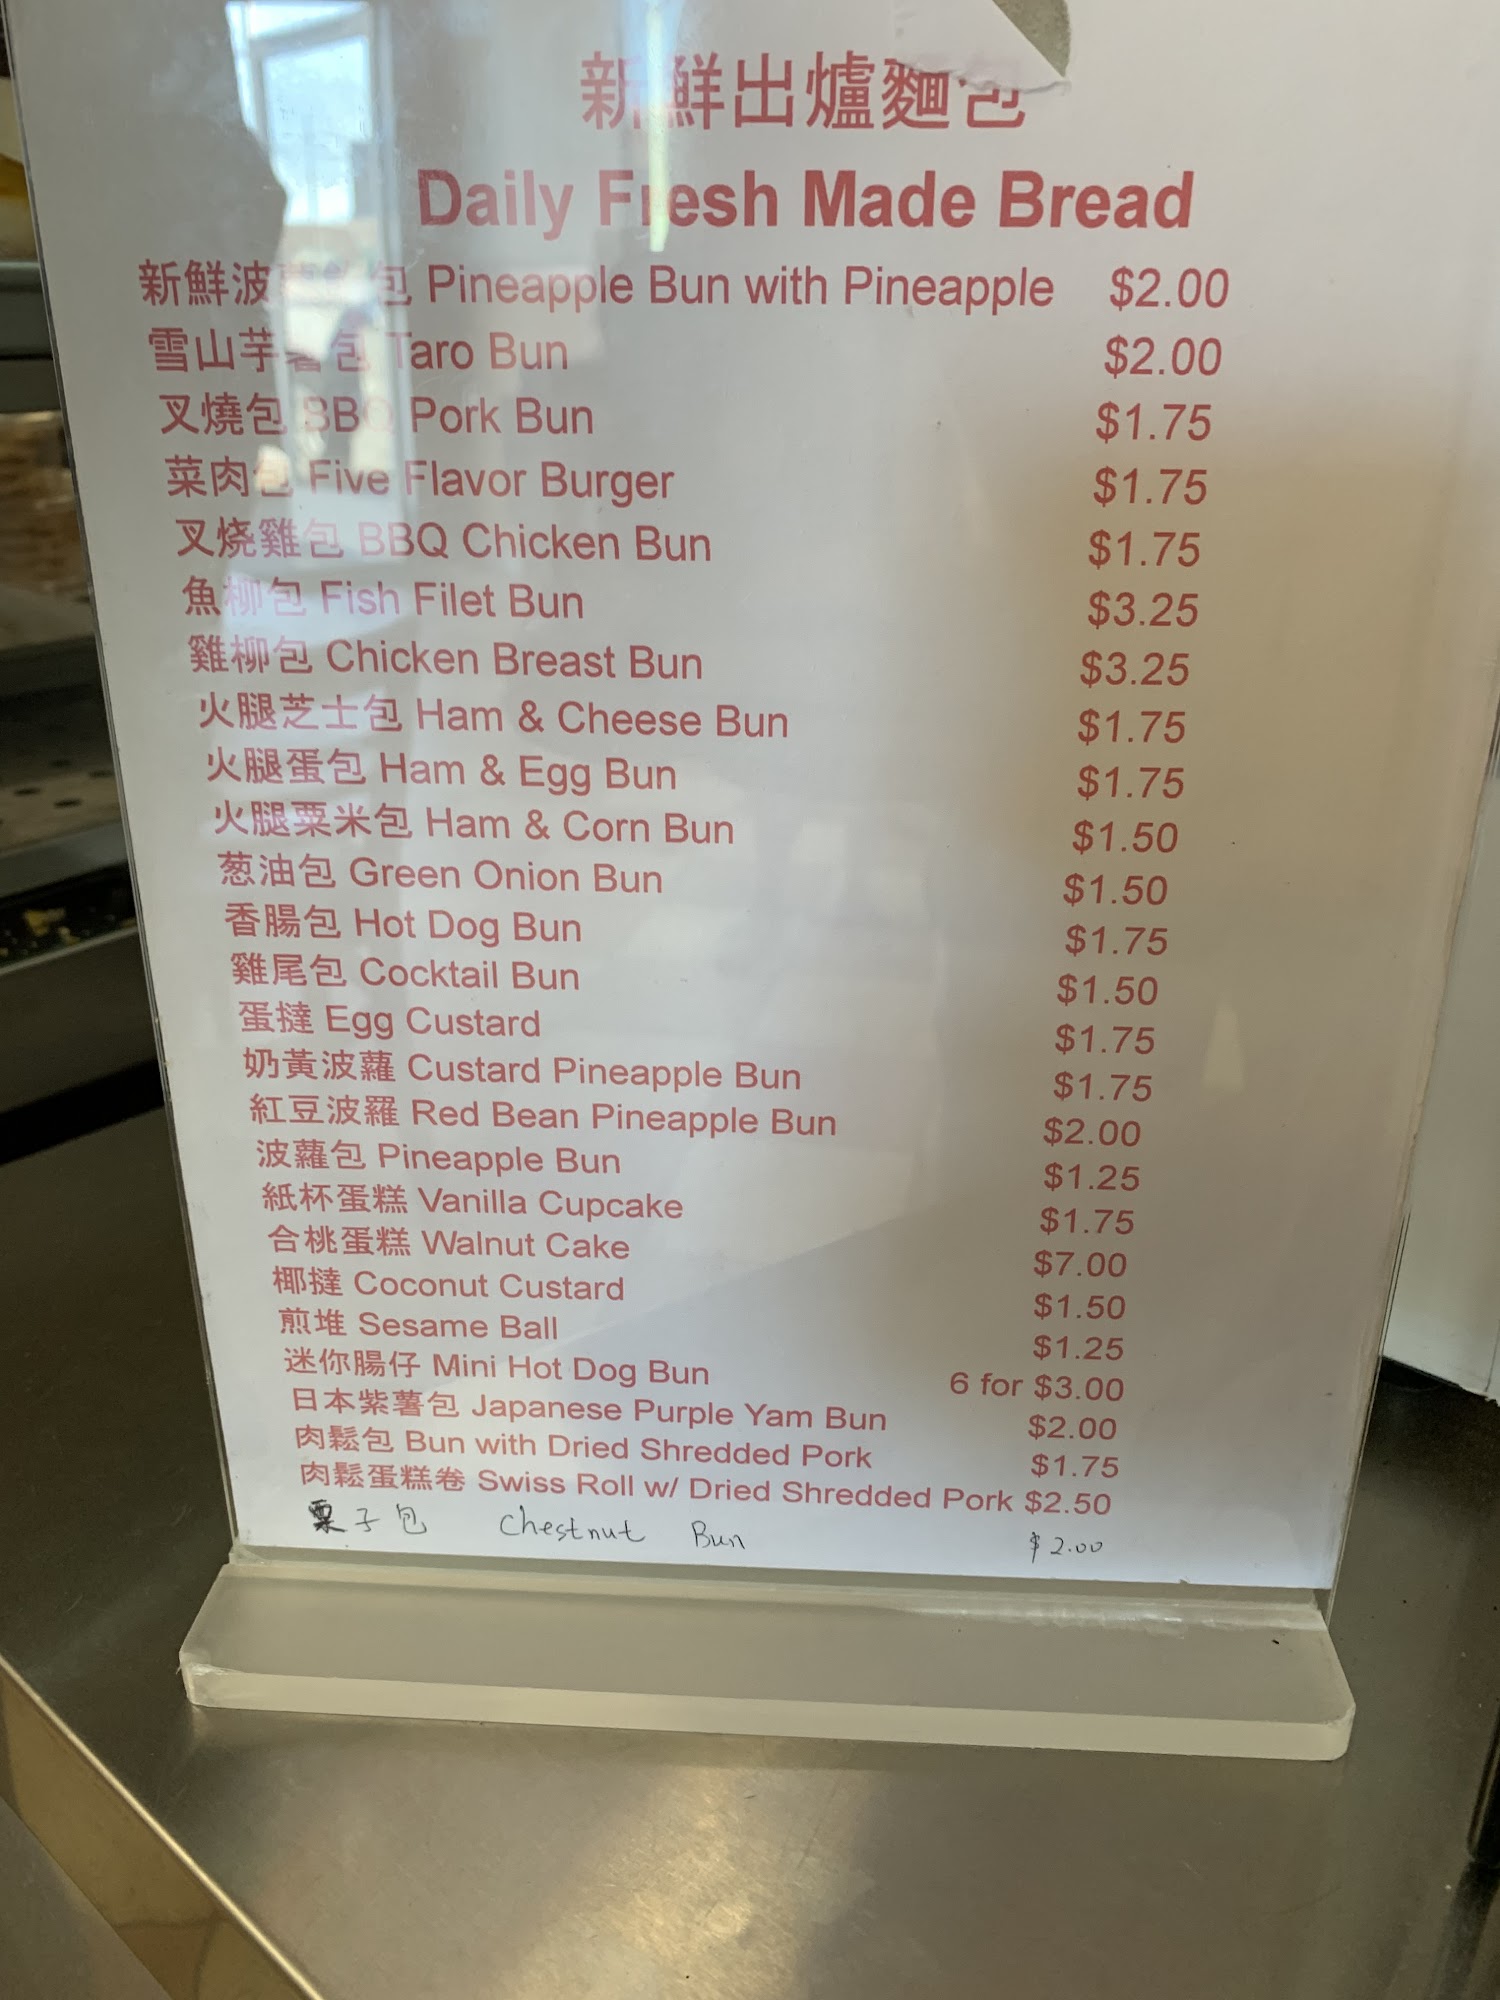 新鮮出爐麵包
Daily Fresh Made Bread
新鮮波 包 Pineapple Bun with Pineapple $2.00
雪山芋薯包 Taro Bun $2.00
叉燒包 BBQ Pork Bun $1.75
菜肉包 Five Flavor Burger $1.75
叉烧雞包 BBQ Chicken Bun $1.75
魚柳包 Fish Filet Bun $3.25
雞柳包 Chicken Breast Bun $3.25
火腿芝士包 Ham & Cheese Bun $1.75
火腿蛋包 Ham & Egg Bun $1.75
火腿粟米包 Ham & Corn Bun $1.50
葱油包 Green Onion Bun $1.50
香腸包 Hot Dog Bun $1.75
雞尾包 Cocktail Bun $1.50
蛋撻 Egg Custard $1.75
奶黃波蘿 Custard Pineapple Bun $1.75
紅豆波羅 Red Bean Pineapple Bun $2.00
波蘿包 Pineapple Bun $1.25
紙杯蛋糕 Vanilla Cupcake $1.75
合桃蛋糕 Walnut Cake $7.00
椰撻 Coconut Custard $1.50
煎堆 Sesame Ball $1.25
迷你腸仔 Mini Hot Dog Bun 6 for $3.00
日本紫薯包 Japanese Purple Yam Bun $2.00
肉鬆包 Bun with Dried Shredded Pork $1.75
肉鬆蛋糕卷 Swiss Roll w/ Dried Shredded Pork $2.50
栗子包 Chestnut Bun $2.00